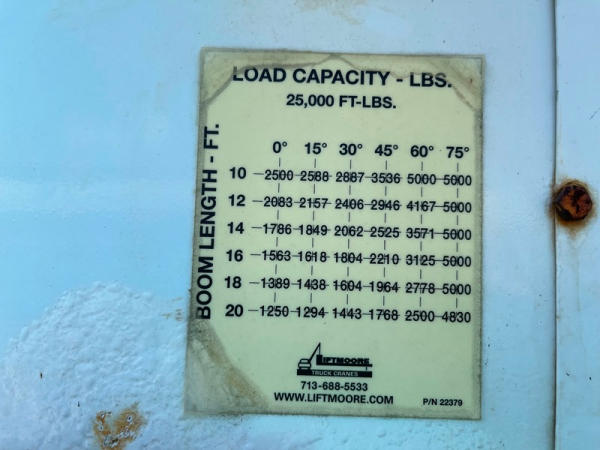 LOAD CAPACITY - LBS.
25,000 FT-LBS.
BOOM LENGTH - FT.
0° 15° 30° 45° 60° 75°
10 2500 2588 2887 3536 5000 5000
12 2083 2157 2406 2946 4167 5000
14 1786 1849 2062 2525 3571 5000
16 1563 1618 1804 2210 3125 5000
18 1389 1438 1604 1964 2778 5000
20 1250 1294 1443 1768 2500 4830
LIFTMOORE
TRUCK CRANES
713-688-5533
WWW.LIFTMOORE.COM
P/N 22379